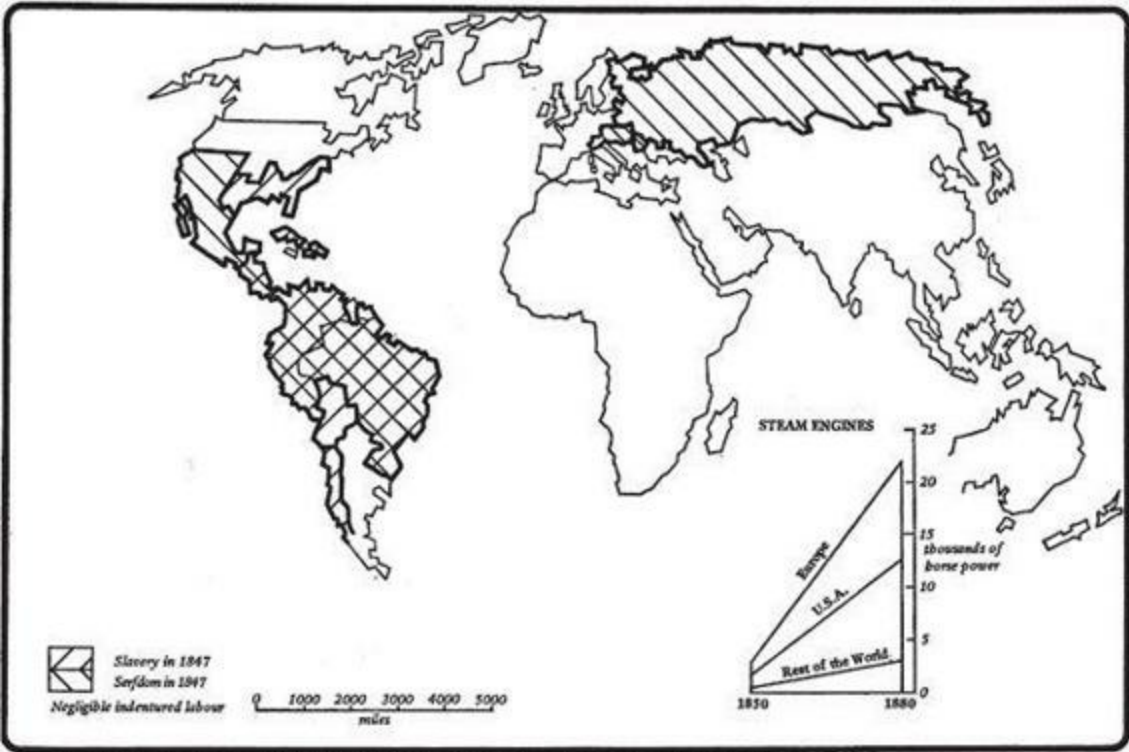 STEAM ENGINES
25
20
15
thousands of
horse power
10
5
0
Europe
U.S.A.
Rest of the World.
1850
1880
Slavery in 1847
Serfdom in 1847
Negligible indentured labour
0 1000 2000 3000 4000 5000
miles